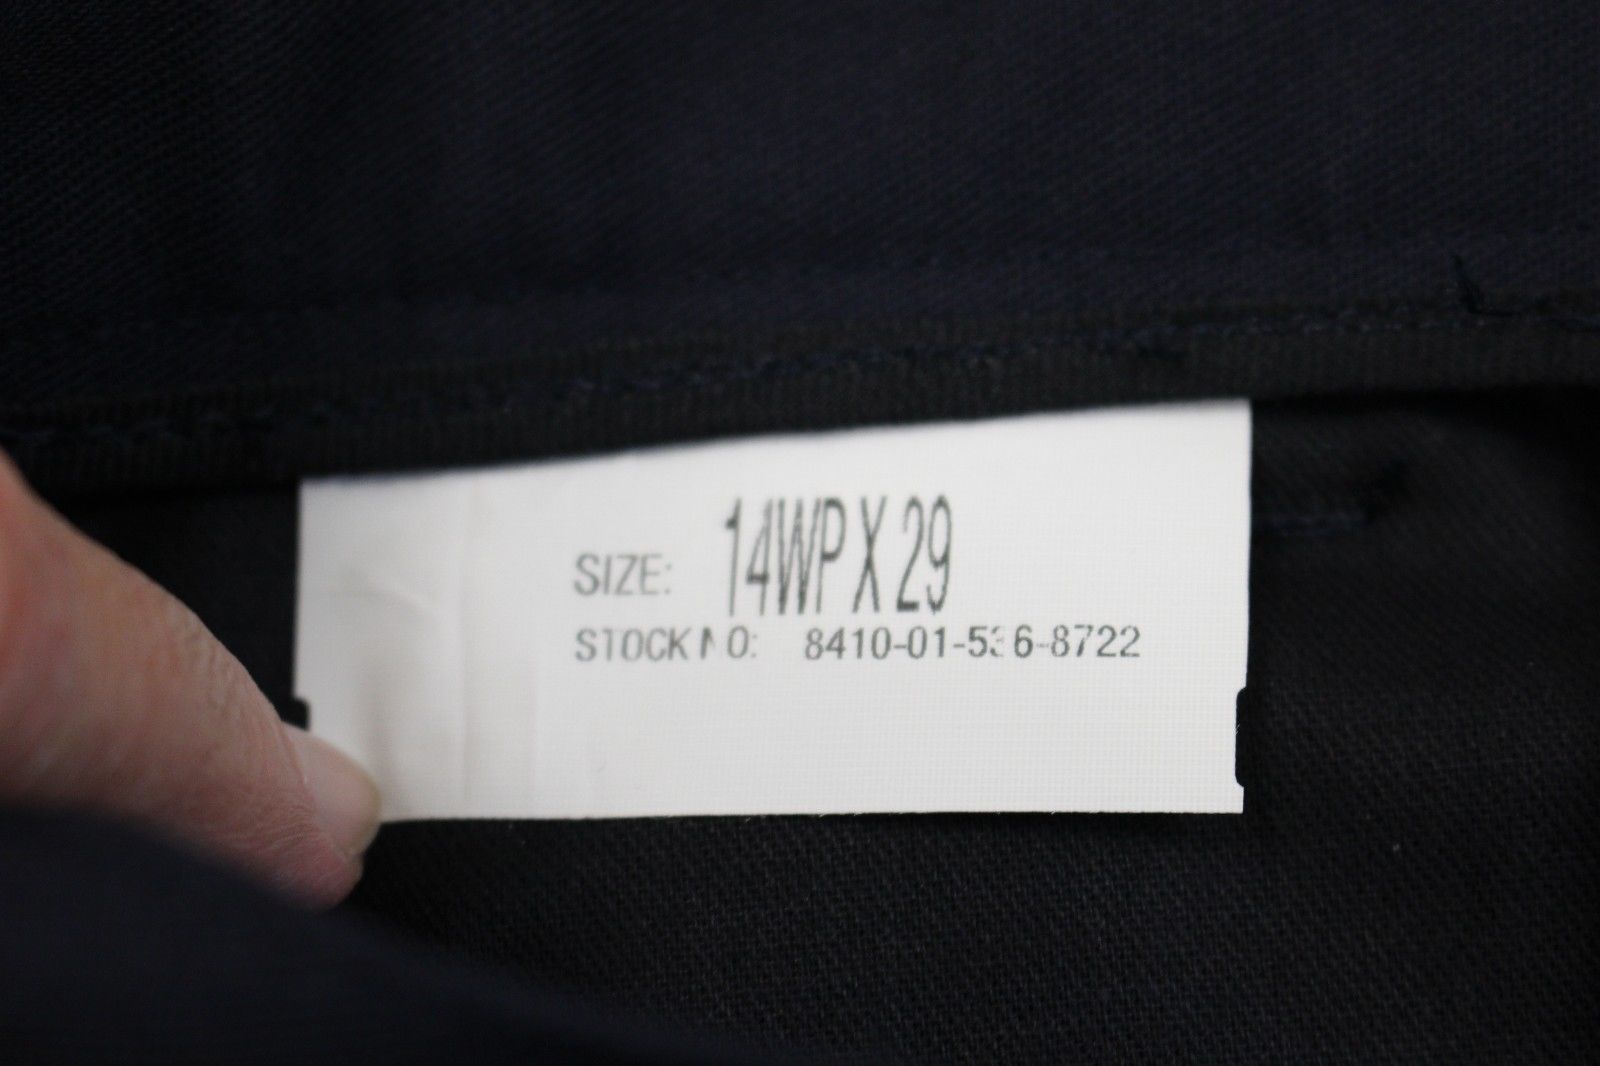 SIZE: 14WP X 29
STOCK NO: 8410-01-536-8722